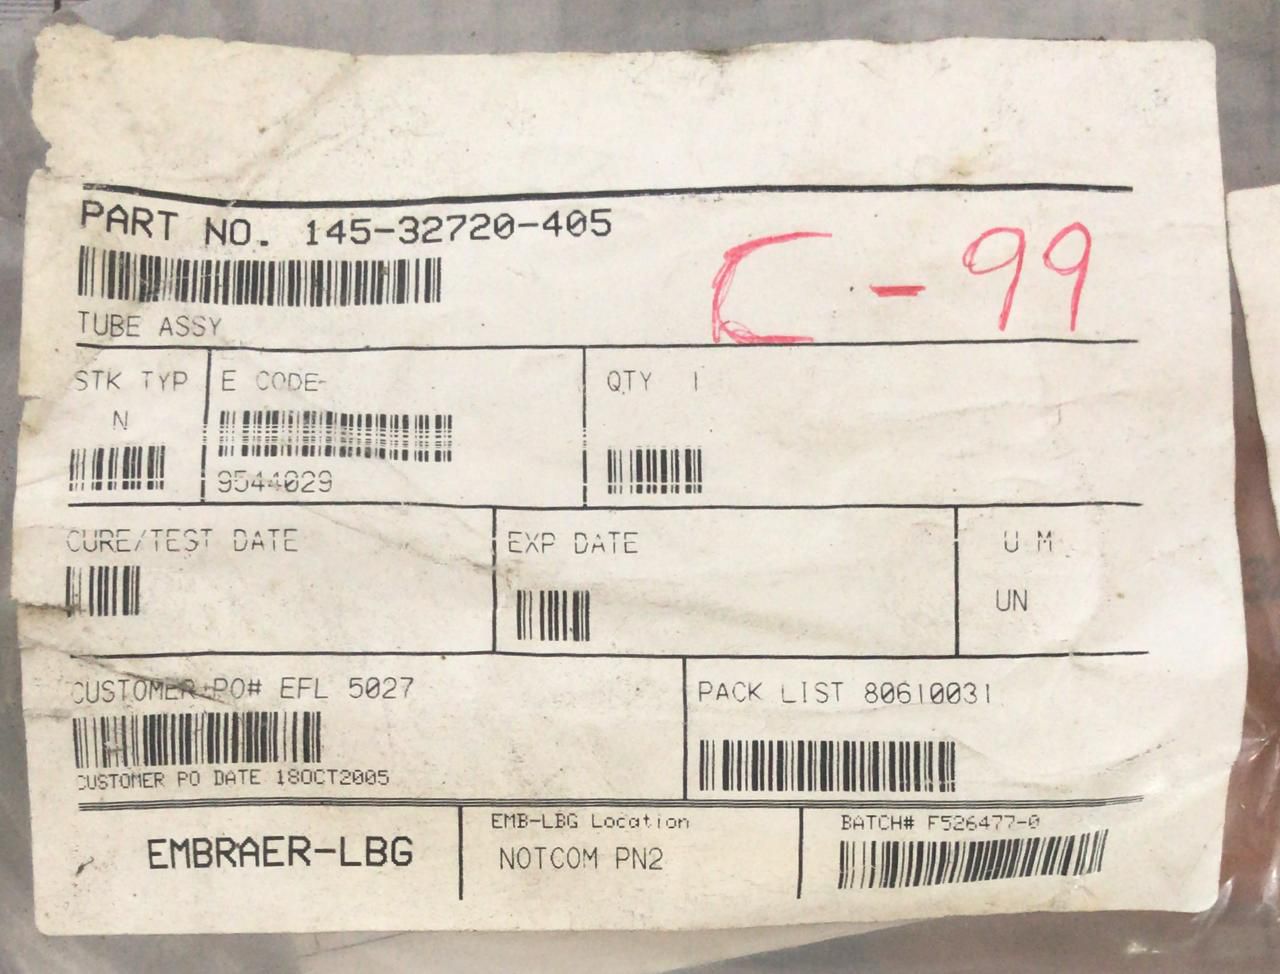 PART NO. 145-32720-405
C-99
TUBE ASSY
STK TYP
N
E CODE
9544029
QTY 1
CURE/TEST DATE
EXP DATE
U M
UN
CUSTOMER PO# EFL 5027
CUSTOMER PO DATE 18OCT2005
PACK LIST 80610031
EMBRAER-LBG
EMB-LBG Location
NOTCOM PN2
BATCH# F526477-0